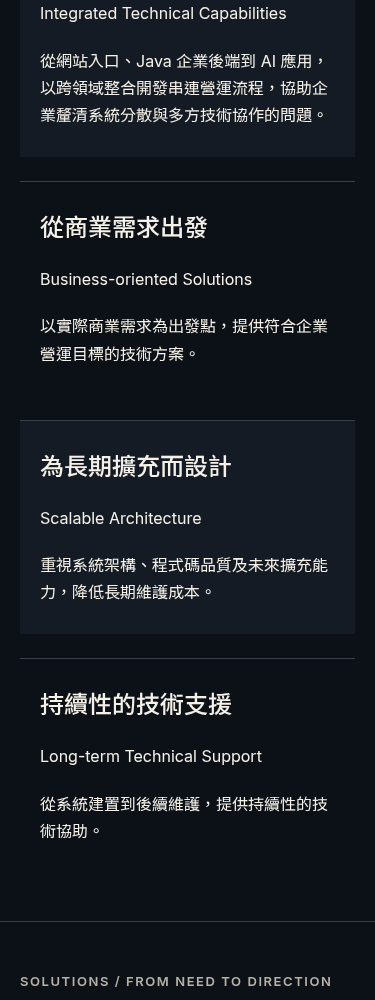 Integrated Technical Capabilities
從網站入口、Java 企業後端到 AI 應用，
以跨領域整合開發串連營運流程，協助企
業釐清系統分散與多方技術協作的問題。
從商業需求出發
Business-oriented Solutions
以實際商業需求為出發點，提供符合企業
營運目標的技術方案。
為長期擴充而設計
Scalable Architecture
重視系統架構、程式碼品質及未來擴充能
力，降低長期維護成本。
持續性的技術支援
Long-term Technical Support
從系統建置到後續維護，提供持續性的技
術協助。
SOLUTIONS / FROM NEED TO DIRECTION